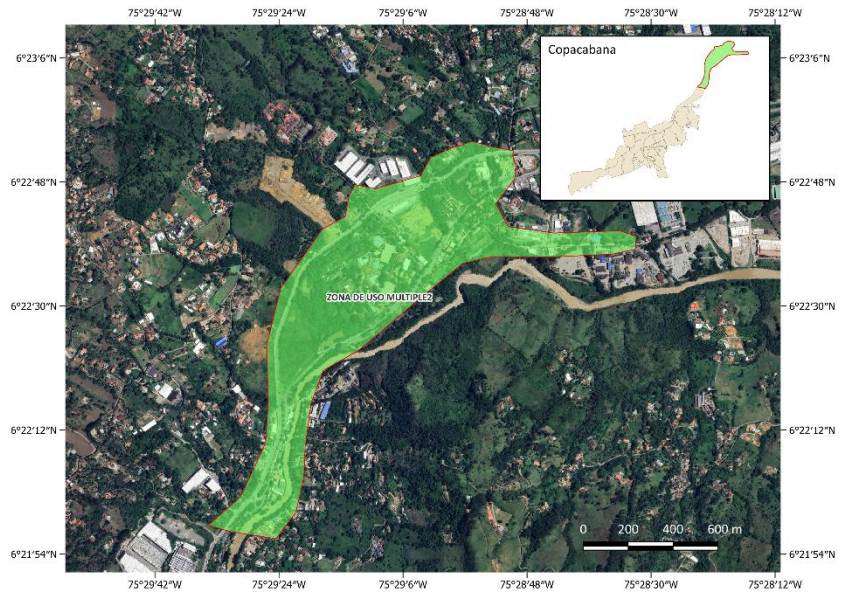 75°29′42″W 75°29′24″W 75°29′6″W 75°28′48″W 75°28′30″W 75°28′12″W
Copacabana
6°23′6″N 6°23′6″N
6°22′48″N 6°22′48″N
ZONA DE USO MULTIPLE2
6°22′30″N 6°22′30″N
6°22′12″N 6°22′12″N
0 200 400 600 m
6°21′54″N 6°21′54″N
75°29′42″W 75°29′24″W 75°29′6″W 75°28′48″W 75°28′30″W 75°28′12″W